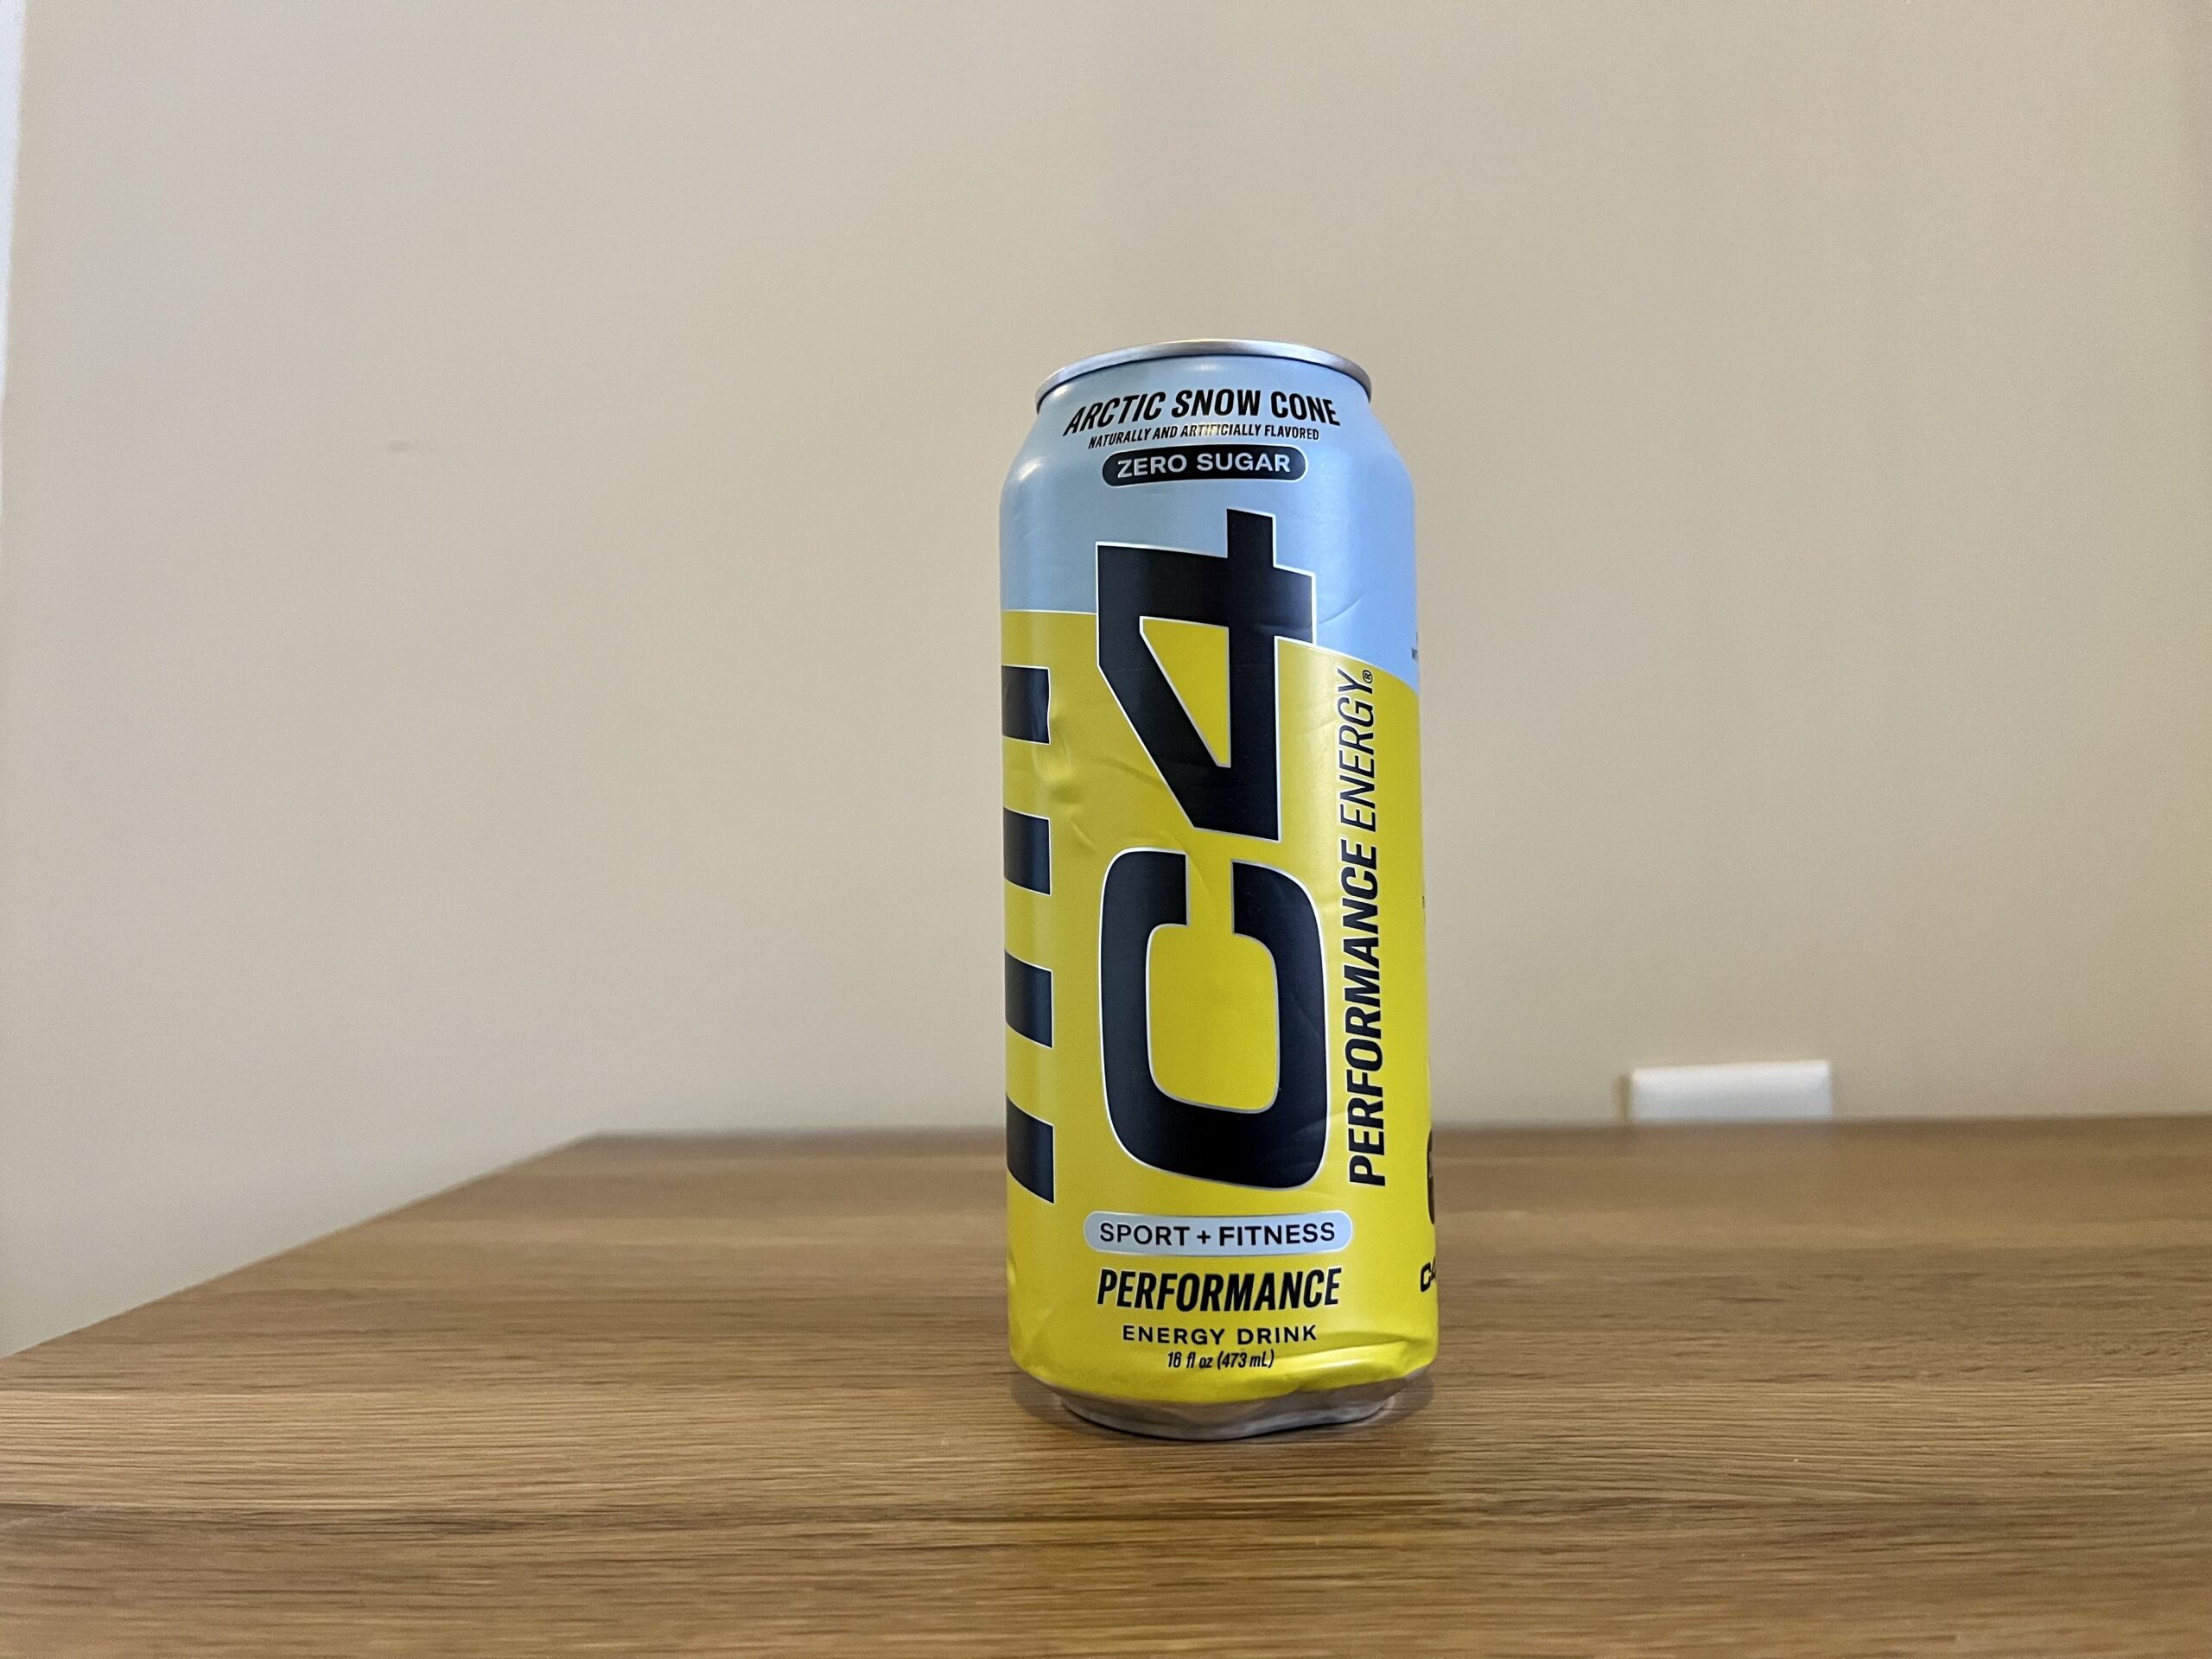 ARCTIC SNOW CONE
NATURALLY AND ARTIFICIALLY FLAVORED
ZERO SUGAR
C4
PERFORMANCE ENERGY®
SPORT + FITNESS
PERFORMANCE
ENERGY DRINK
16 fl oz (473 mL)